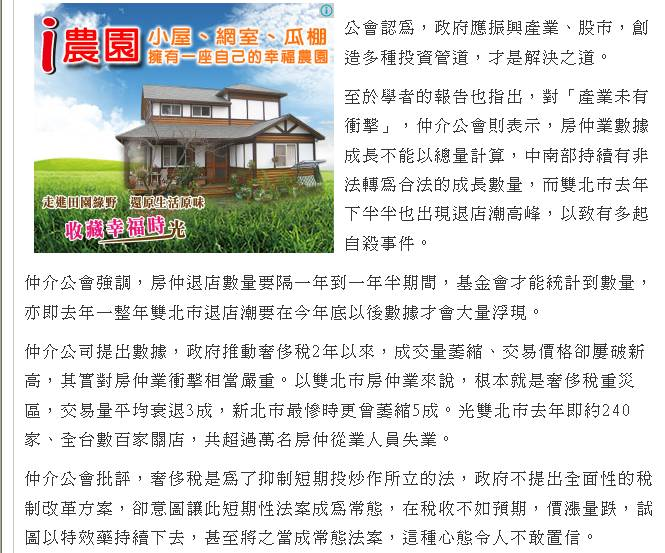 i農園
小屋、網室、瓜棚
擁有一座自己的幸福農園
走進田園綠野 還原生活原味
收藏幸福時光
公會認為，政府應振興產業、股市，創
造多種投資管道，才是解決之道。
至於學者的報告也指出，對「產業未有
衝擊」，仲介公會則表示，房仲業數據
成長不能以總量計算，中南部持續有非
法轉為合法的成長數量，而雙北市去年
下半年也出現退店潮高峰，以致有多起
自殺事件。
仲介公會強調，房仲退店數量要隔一年到一年半期間，基金會才能統計到數量，
亦即去年一整年雙北市退店潮要在今年底以後數據才會大量浮現。
仲介公司提出數據，政府推動奢侈稅2年以來，成交量萎縮、交易價格卻屢破新
高，其實對房仲業衝擊相當嚴重。以雙北市房仲業來說，根本就是奢侈稅重災
區，交易量平均衰退3成，新北市最慘時更曾萎縮5成。光雙北市去年即約240
家、全台數百家關店，共超過萬名房仲從業人員失業。
仲介公會批評，奢侈稅是為了抑制短期投炒作所立的法，政府不提出全面性的稅
制改革方案，卻意圖讓此短期性法案成為常態，在稅收不如預期，價漲量跌，試
圖以特效藥持續下去，甚至將之當成常態法案，這種心態令人不敢置信。